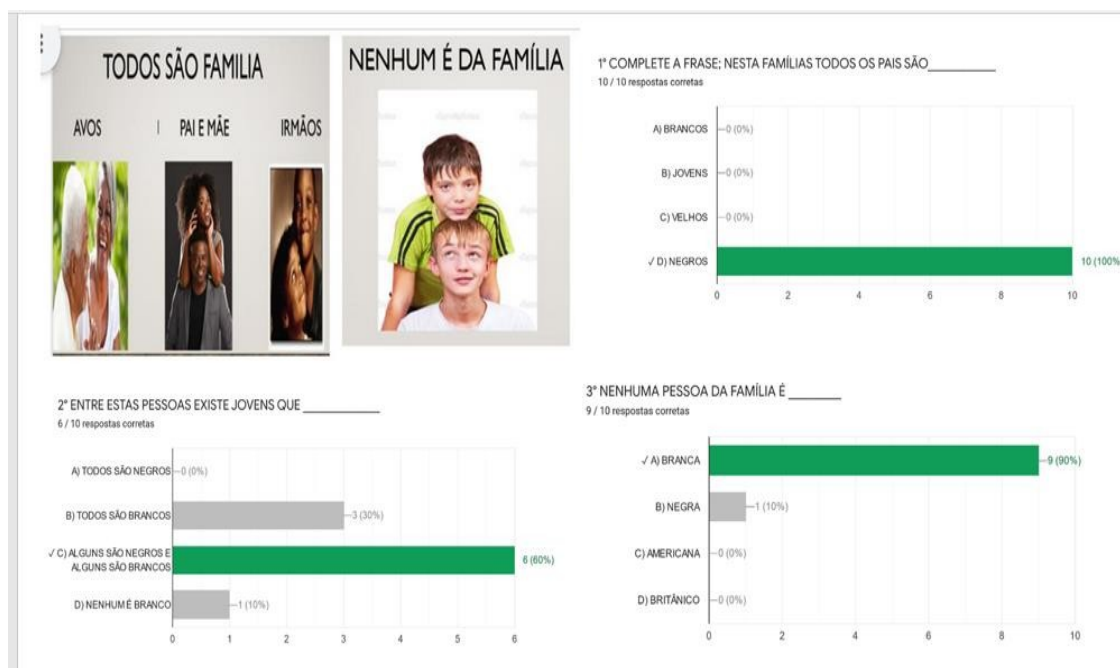 TODOS SÃO FAMILIA
AVOS
PAI E MÃE
IRMÃOS
NENHUM É DA FAMÍLIA
1° COMPLETE A FRASE; NESTA FAMÍLIAS TODOS OS PAIS SÃO__________
10 / 10 respostas corretas
A) BRANCOS
0 (0%)
B) JOVENS
0 (0%)
C) VELHOS
0 (0%)
✓ D) NEGROS
10 (100%
0 2 4 6 8 10
2° ENTRE ESTAS PESSOAS EXISTE JOVENS QUE ____________
6 / 10 respostas corretas
A) TODOS SÃO NEGROS
0 (0%)
B) TODOS SÃO BRANCOS
3 (30%)
✓ C) ALGUNS SÃO NEGROS E
ALGUNS SÃO BRANCOS
6 (60%)
D) NENHUM É BRANCO
1 (10%)
0 1 2 3 4 5 6
3° NENHUMA PESSOA DA FAMÍLIA É ________
9 / 10 respostas corretas
✓ A) BRANCA
9 (90%)
B) NEGRA
1 (10%)
C) AMERICANA
0 (0%)
D) BRITÂNICO
0 (0%)
0 2 4 6 8 10